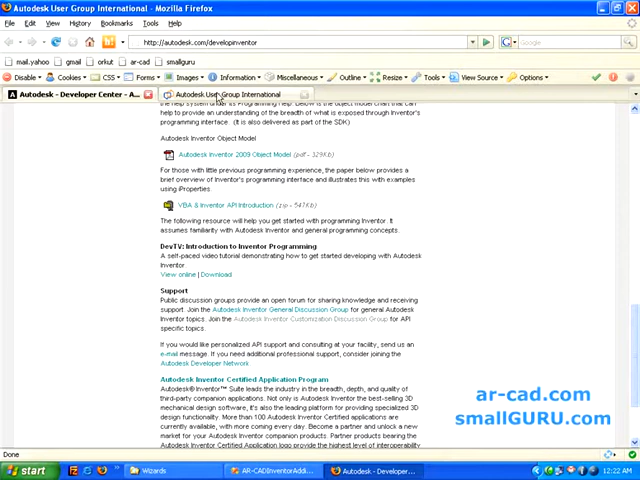 Autodesk User Group International - Mozilla Firefox
File Edit View History Bookmarks Tools Help
http://autodesk.com/developinventor
Google
mail.yahoo gmail orkut ar-cad smallguru
Disable Cookies CSS Forms Images Information Miscellaneous Outline Resize Tools View Source Options
Autodesk - Developer Center - A... Autodesk User Group International
the help system under its Programming Help. Below is the object model chart that can
help to provide an understanding of the breadth of what is exposed through Inventor's
programming interface. (It is also delivered as part of the SDK)
Autodesk Inventor Object Model
Autodesk Inventor 2009 Object Model (pdf - 329Kb)
For those with little previous programming experience, the paper below provides a
brief overview of Inventor's programming interface and illustrates this with examples
using iProperties.
VBA & Inventor API Introduction (zip - 547Kb)
The following resource will help you get started with programming Inventor. It
assumes familiarity with Inventor and general programming concepts.
DevTV: Introduction to Inventor Programming
A self-paced video tutorial demonstrating how to get started developing with Autodesk
Inventor.
View online | Download
Support
Public discussion groups provide an open forum for sharing knowledge and receiving
support. Join the Autodesk Inventor General Discussion Group for general Autodesk
Inventor topics. Join the Autodesk Inventor Customization Discussion Group for API
specific topics.
If you would like personalized API support and consulting at your facility, send us an
e-mail message. If you need additional professional support, consider joining the
Autodesk Developer Network
Autodesk Inventor Certified Application Program
Autodesk® Inventor™ Suite leads the industry in the breadth, depth, and quality of
third-party companion applications. Not only is Autodesk Inventor the best-selling 3D
mechanical design software, it's also the leading platform for providing specialized 3D
design functionality. More than 100 Autodesk Inventor Certified applications are
currently available, with more coming every day. Become a partner and unlock a new
market for your Autodesk Inventor companion products. Partner products bearing the
Autodesk Inventor Certified Application logo provide the highest level of interoperability
ar-cad.com
smallGURU.com
Done
start Wizards AR-CADInventorAddi... Autodesk - Developer... 12:22 AM